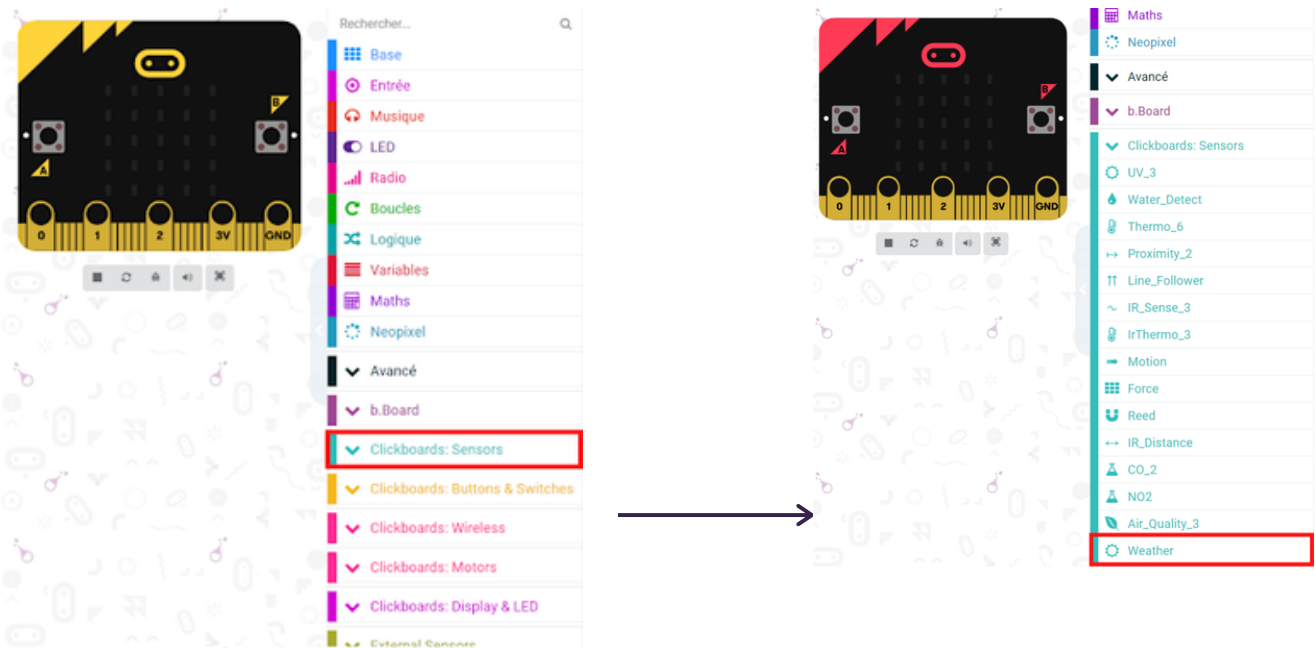 Rechercher...
Base
Entrée
Musique
LED
Radio
Boucles
Logique
Variables
Maths
Neopixel
Avancé
b.Board
Clickboards: Sensors
Clickboards: Buttons & Switches
Clickboards: Wireless
Clickboards: Motors
Clickboards: Display & LED
External Sensors
B
A
0 1 2 3V GND
Maths
Neopixel
Avancé
b.Board
Clickboards: Sensors
UV_3
Water_Detect
Thermo_6
Proximity_2
Line_Follower
IR_Sense_3
IrThermo_3
Motion
Force
Reed
IR_Distance
CO_2
NO2
Air_Quality_3
Weather
B
A
0 1 2 3V GND